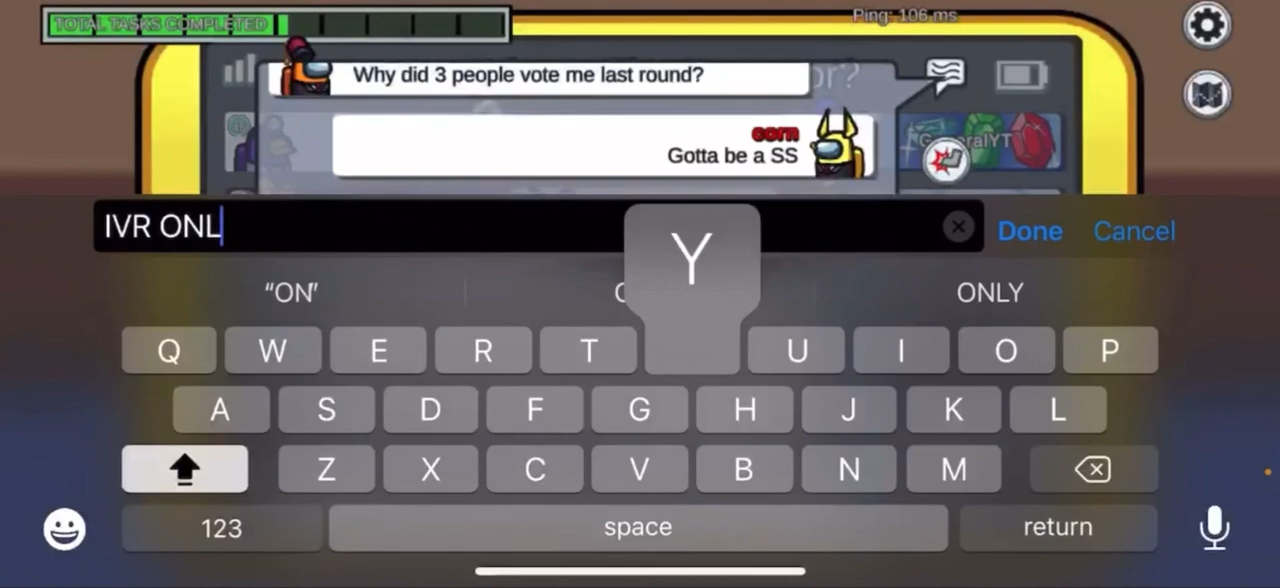 TOTAL TASKS COMPLETED
Ping: 106 ms
Why did 3 people vote me last round?
or?
corn
Gotta be a SS
IVR ONL
Done
Cancel
“ON”
ONLY
Y
Q W E R T U I O P
A S D F G H J K L
Z X C V B N M
123
space
return